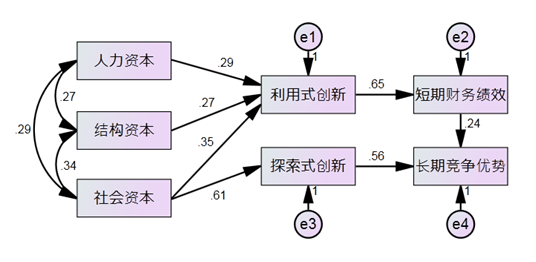 e1
e2
1
1
人力资本
.29
利用式创新
.65
短期财务绩效
.27
.27
结构资本
.24
.29
.35
.34
探索式创新
.56
长期竞争优势
社会资本
.61
1
1
e3
e4